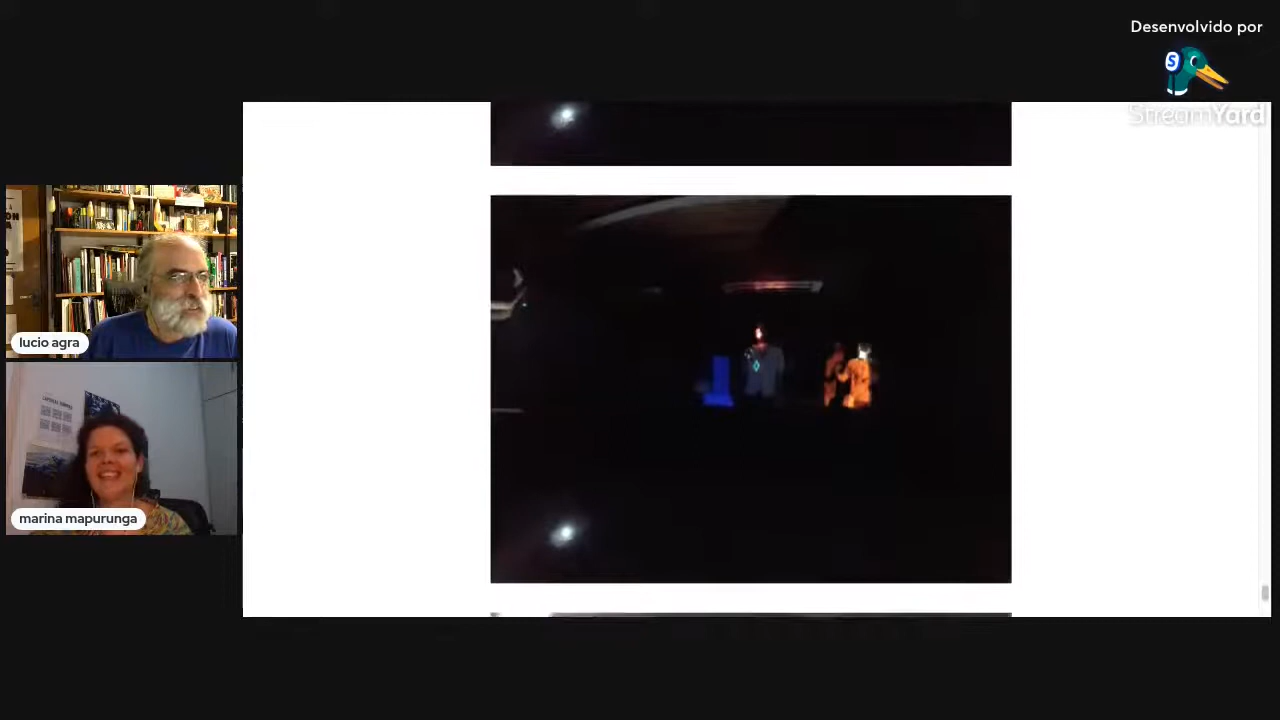 Desenvolvido por
S
StreamYard
lucio agra
marina mapurunga